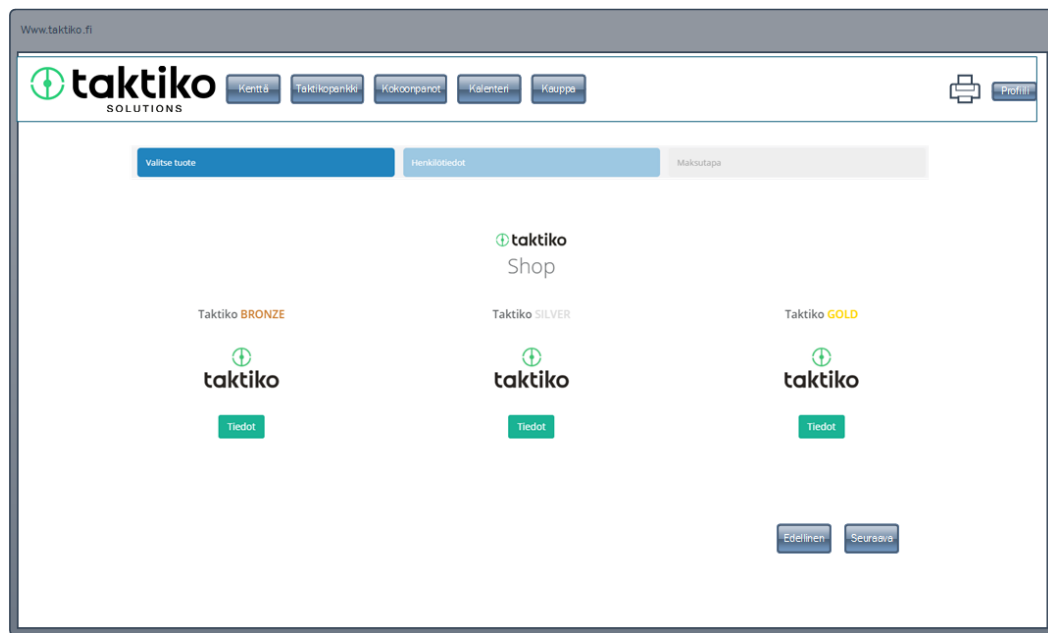 Www.taktiko.fi
taktiko
SOLUTIONS
Kenttä Taktikopankki Kokoonpanot Kalenteri Kauppa Profiili
Valitse tuote Henkilötiedot Maksutapa
taktiko
Shop
Taktiko BRONZE Taktiko SILVER Taktiko GOLD
taktiko taktiko taktiko
Tiedot Tiedot Tiedot
Edellinen Seuraava